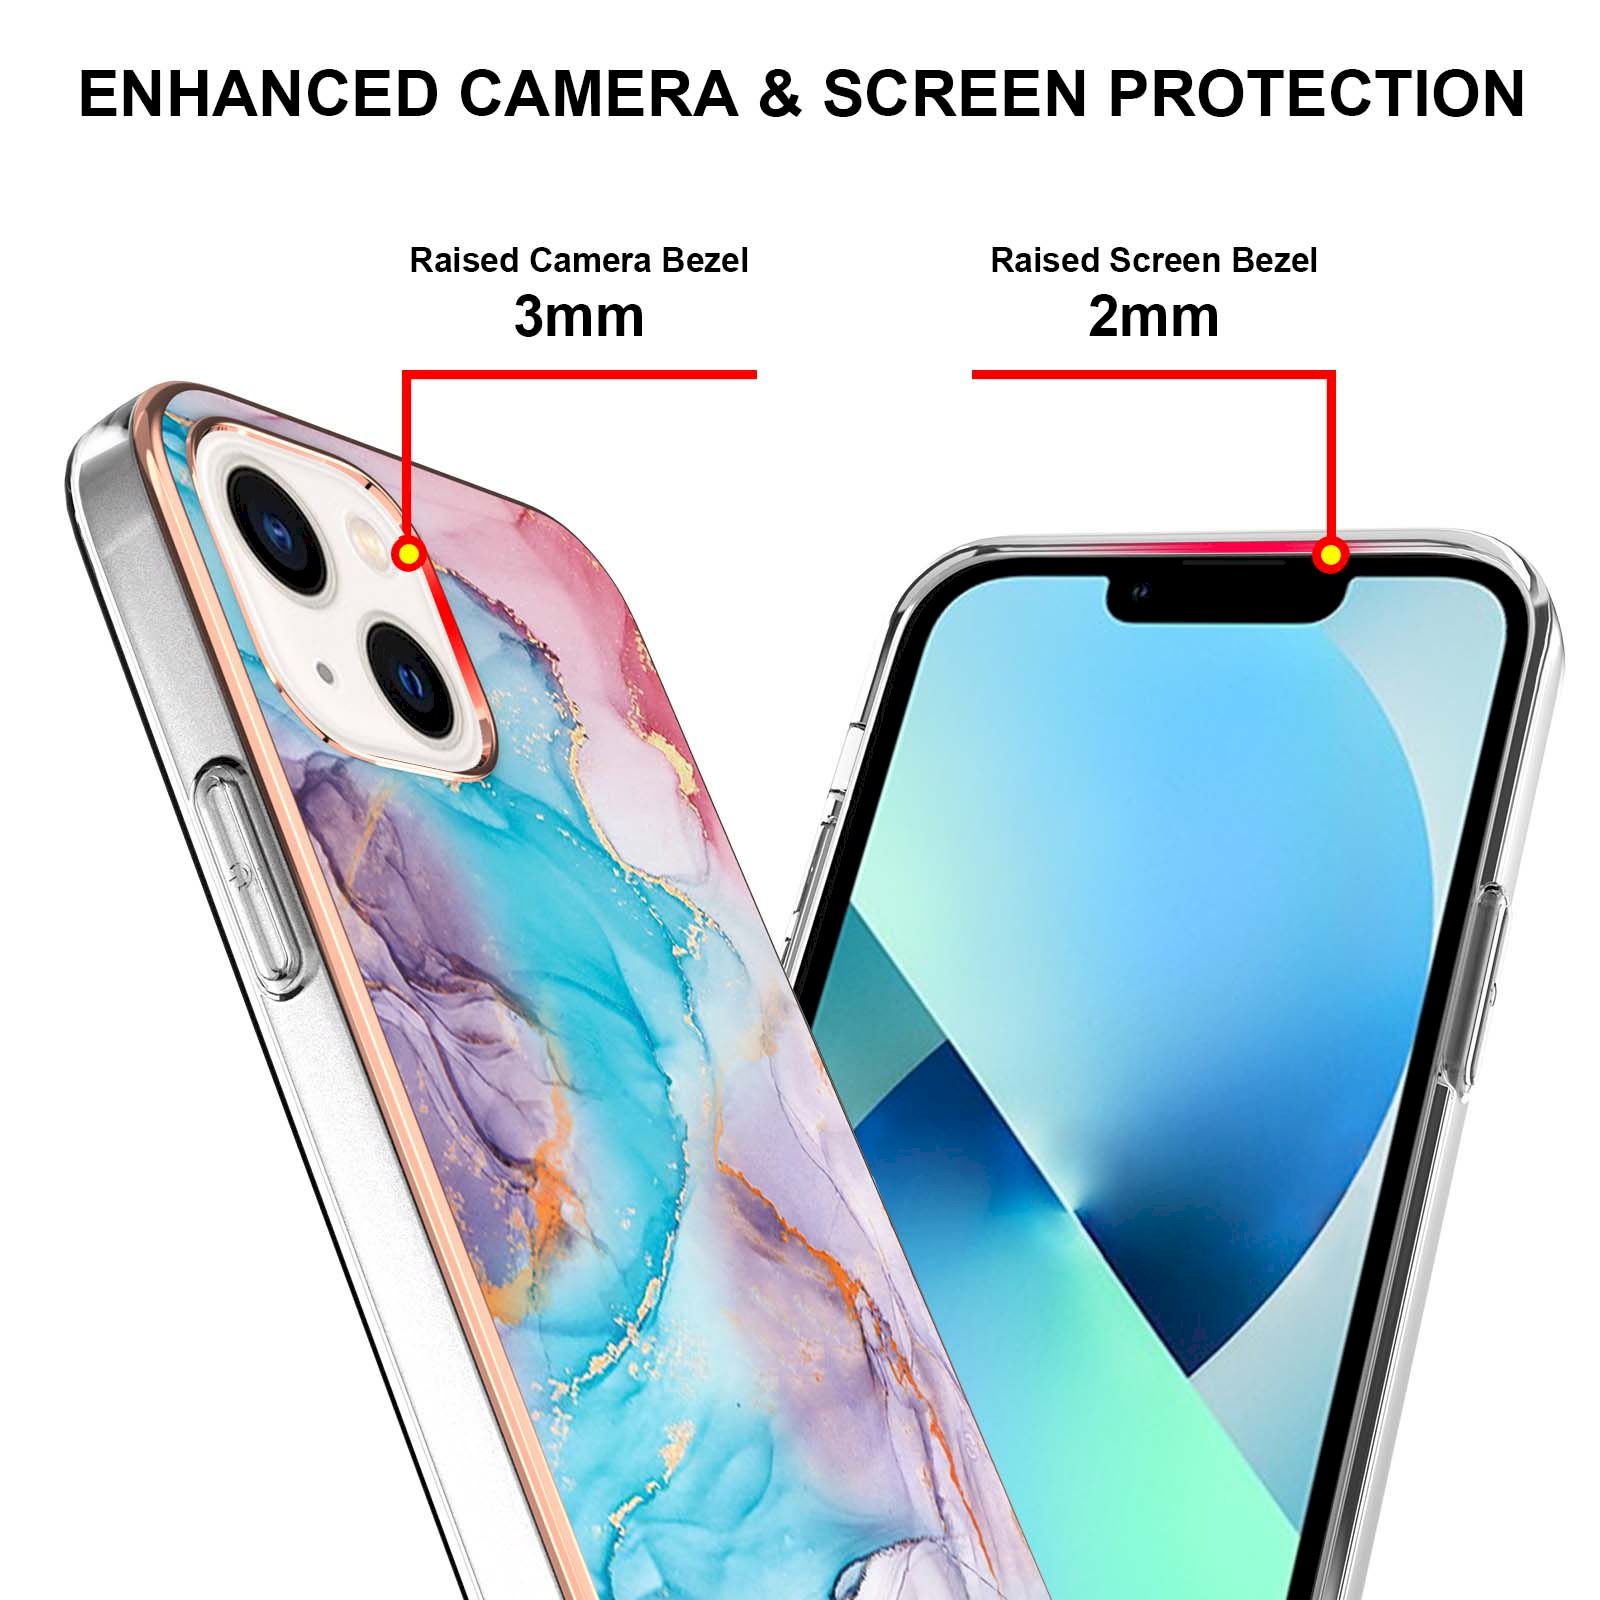 ENHANCED CAMERA & SCREEN PROTECTION
Raised Camera Bezel
3mm
Raised Screen Bezel
2mm